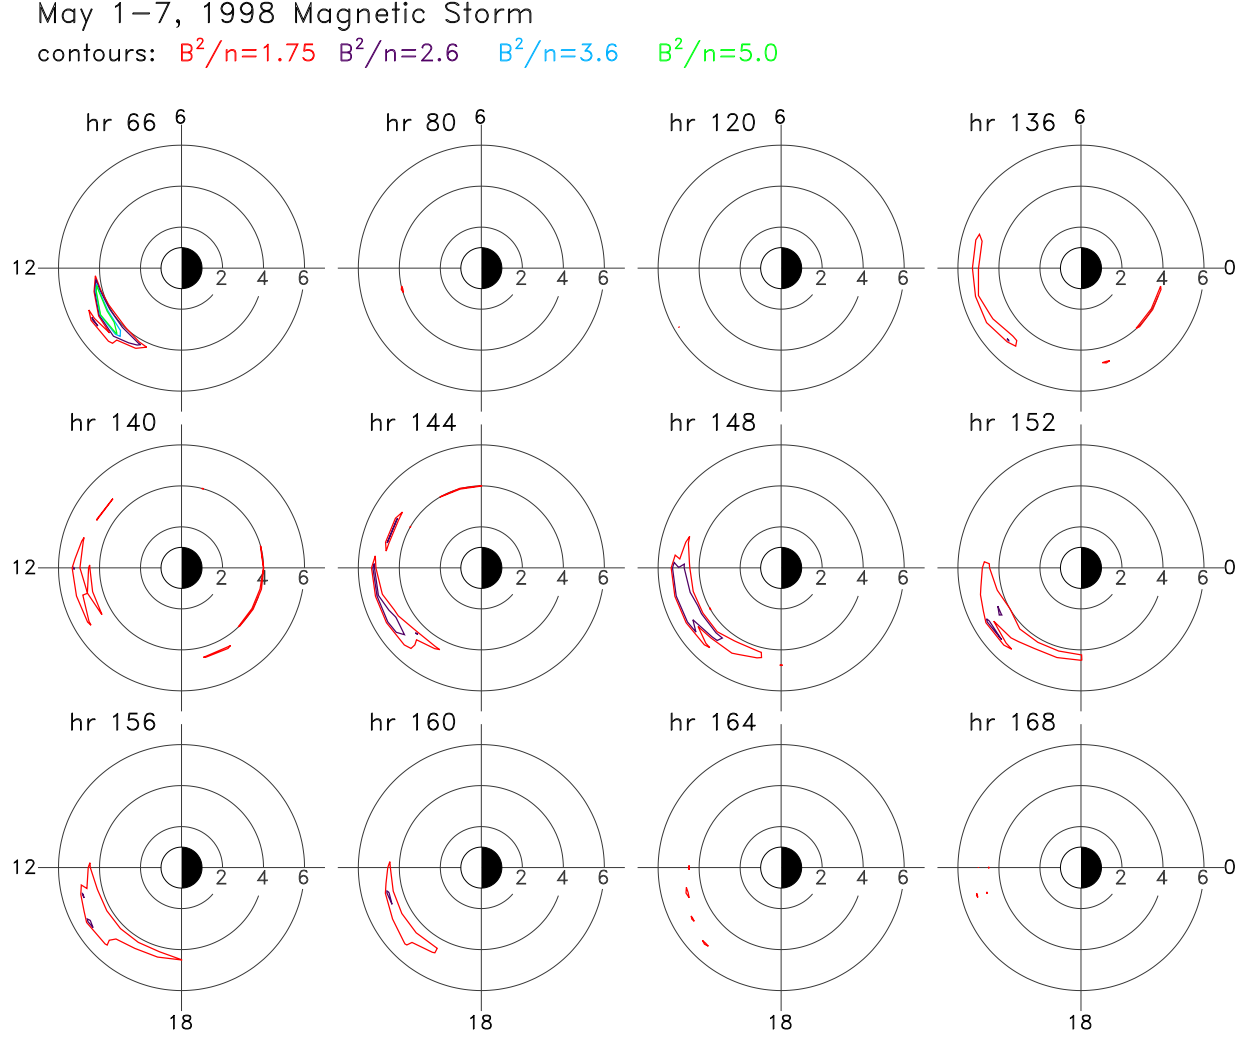 May 1-7, 1998 Magnetic Storm
contours: B²/n=1.75 B²/n=2.6 B²/n=3.6 B²/n=5.0
hr 66 6 hr 80 6 hr 120 6 hr 136 6
12 2 4 6 2 4 6 2 4 6 2 4 6 0
hr 140 hr 144 hr 148 hr 152
12 2 4 6 2 4 6 2 4 6 2 4 6 0
hr 156 hr 160 hr 164 hr 168
12 2 4 6 2 4 6 2 4 6 2 4 6 0
18 18 18 18